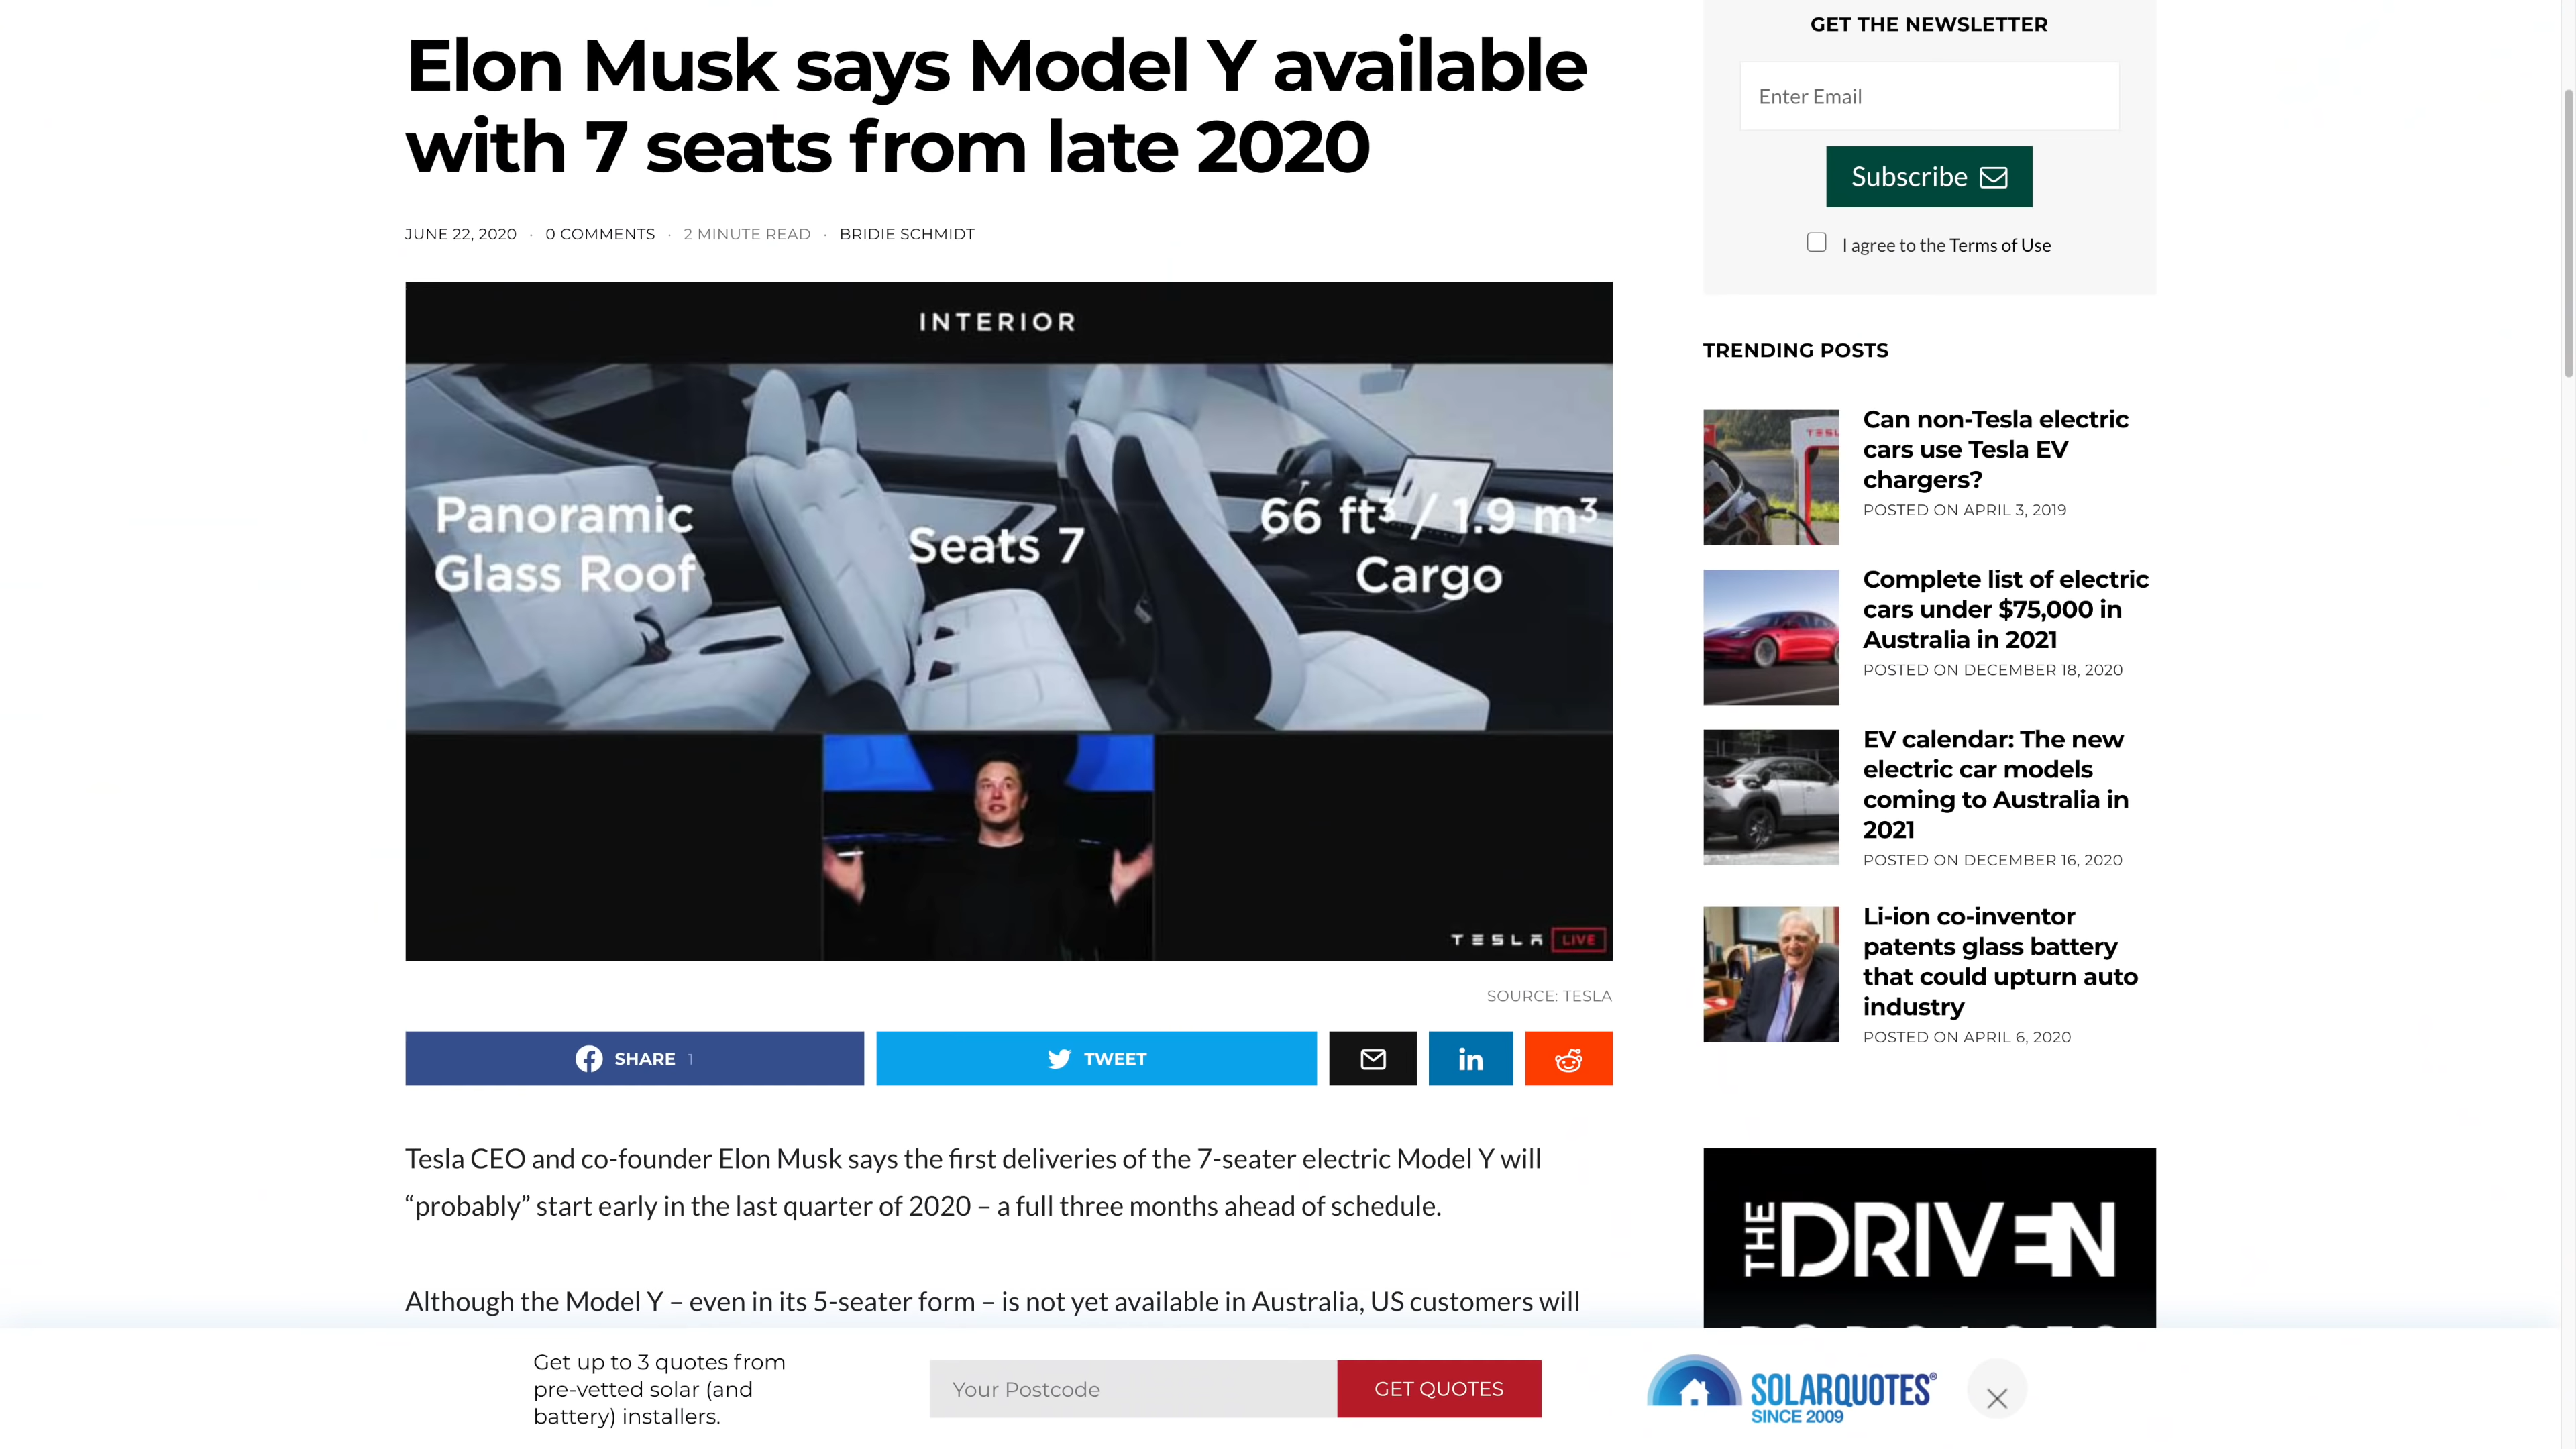 Elon Musk says Model Y available
with 7 seats from late 2020
JUNE 22, 2020 · 0 COMMENTS · 2 MINUTE READ · BRIDIE SCHMIDT
INTERIOR
Panoramic
Glass Roof
Seats 7
66 ft³ / 1.9 m³
Cargo
TESLA LIVE
SOURCE: TESLA
SHARE 1
TWEET
in
Tesla CEO and co-founder Elon Musk says the first deliveries of the 7-seater electric Model Y will
“probably” start early in the last quarter of 2020 – a full three months ahead of schedule.
Although the Model Y – even in its 5-seater form – is not yet available in Australia, US customers will
GET THE NEWSLETTER
Enter Email
Subscribe
I agree to the Terms of Use
TRENDING POSTS
TESL
Can non-Tesla electric
cars use Tesla EV
chargers?
POSTED ON APRIL 3, 2019
Complete list of electric
cars under $75,000 in
Australia in 2021
POSTED ON DECEMBER 18, 2020
EV calendar: The new
electric car models
coming to Australia in
2021
POSTED ON DECEMBER 16, 2020
Li-ion co-inventor
patents glass battery
that could upturn auto
industry
POSTED ON APRIL 6, 2020
THE DRIVEN
Get up to 3 quotes from
pre-vetted solar (and
battery) installers.
Your Postcode
GET QUOTES
SOLARQUOTES®
SINCE 2009